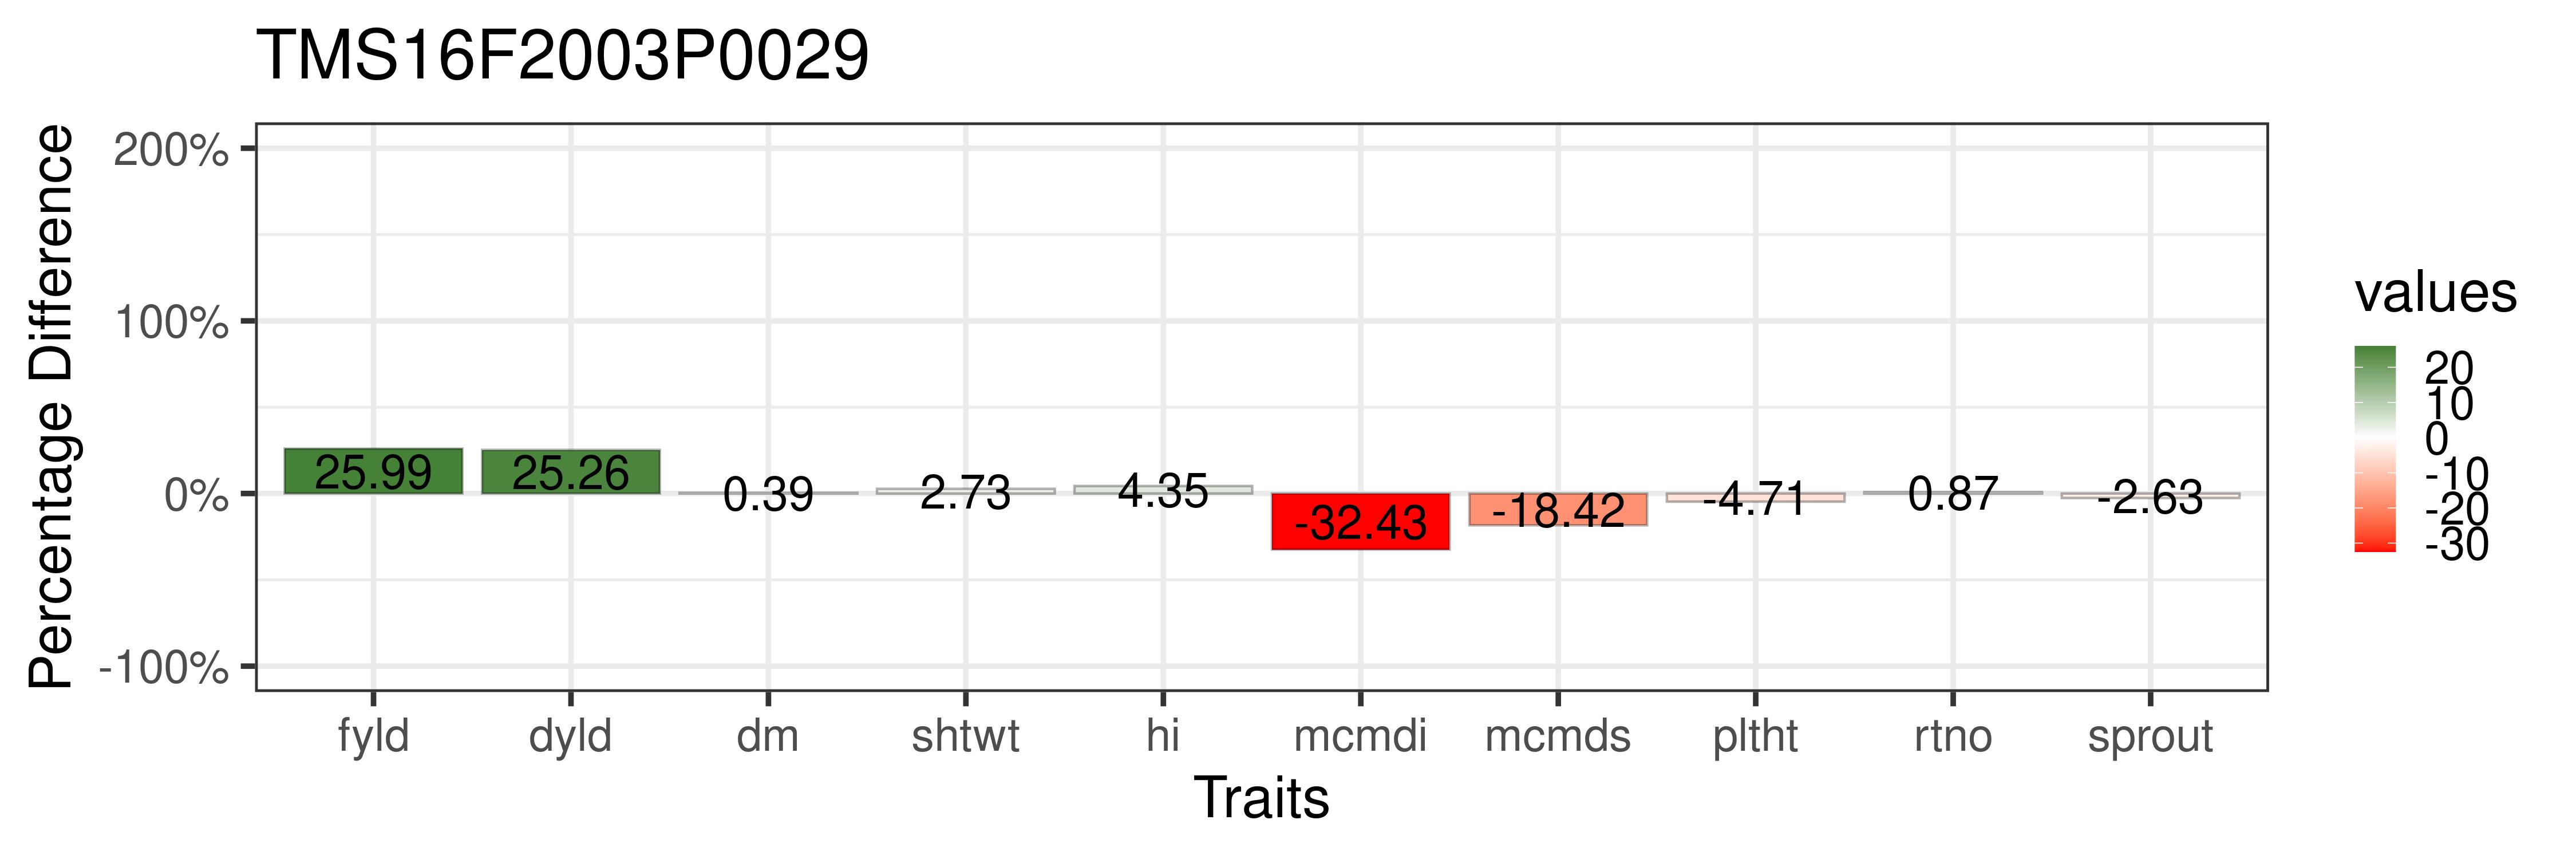 TMS16F2003P0029
Percentage Difference
200%
100%
0%
-100%
25.99
25.26
0.39
2.73
4.35
-32.43
-18.42
-4.71
0.87
-2.63
fyld
dyld
dm
shtwt
hi
mcmdi
mcmds
pltht
rtno
sprout
Traits
values
20
10
0
-10
-20
-30